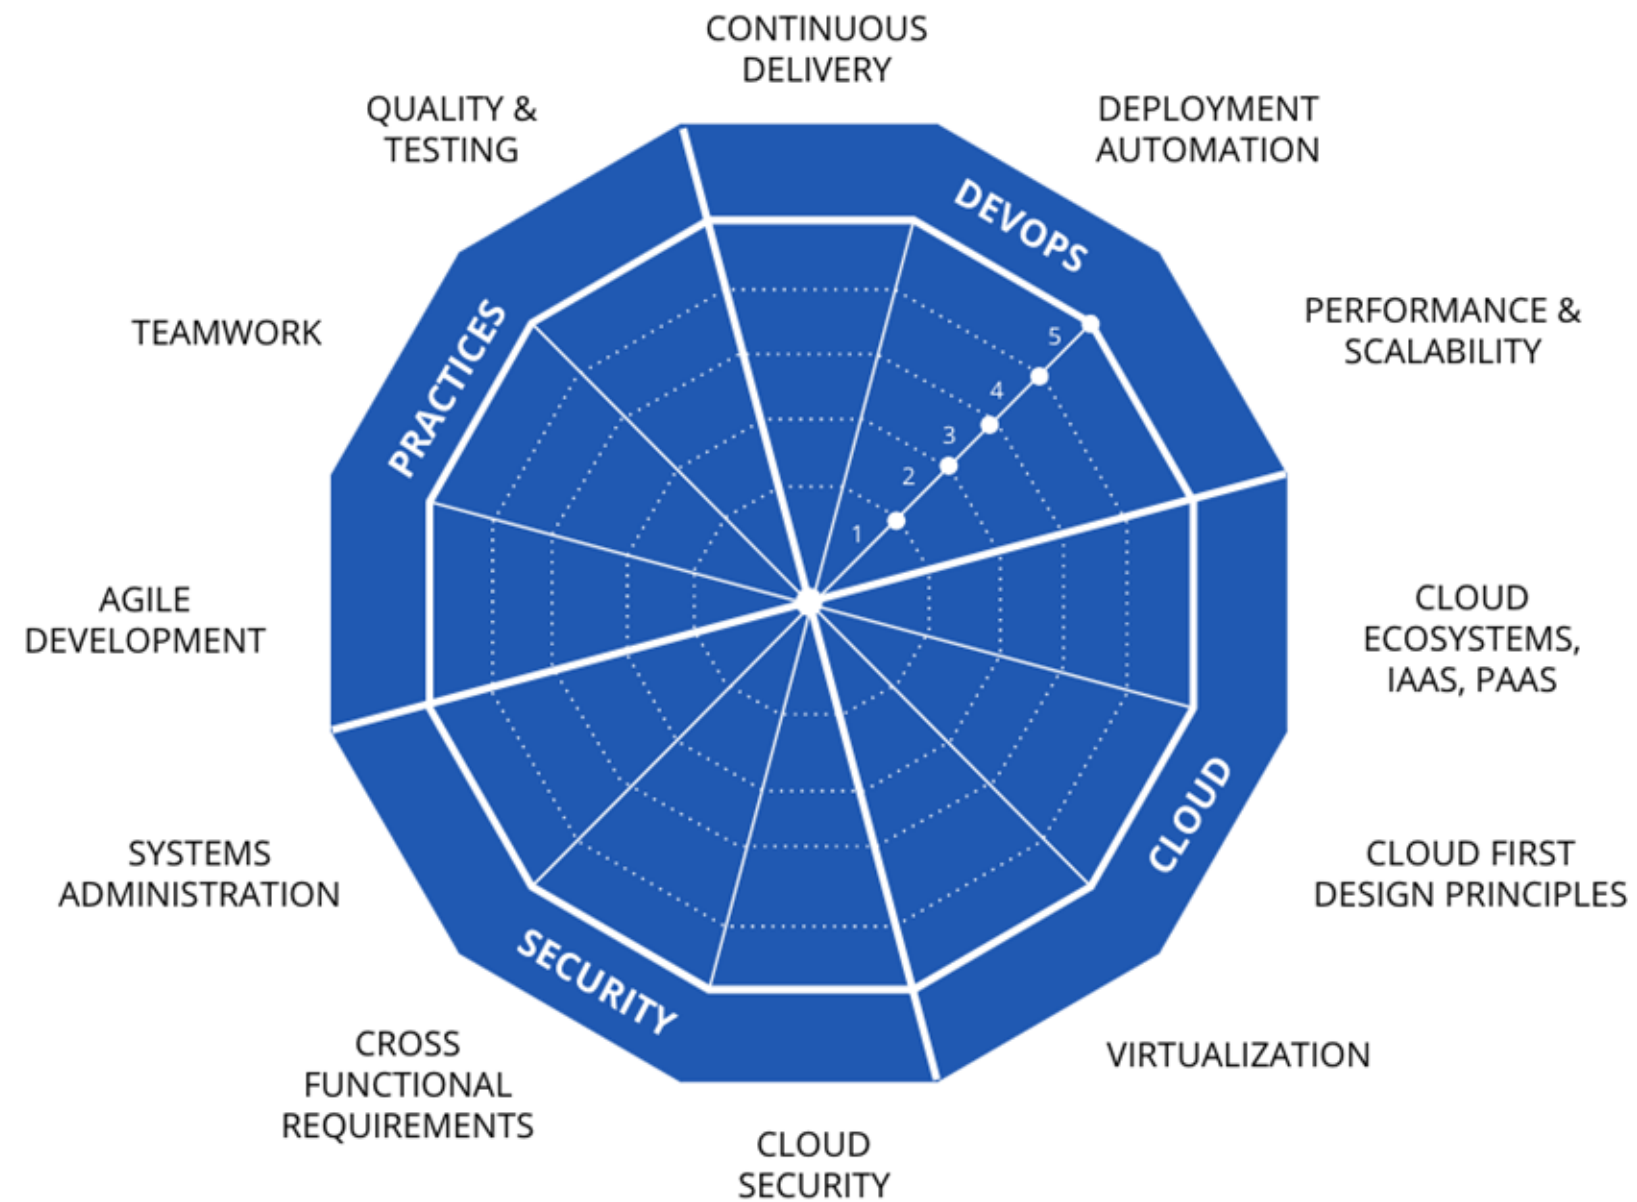 CONTINUOUS
DELIVERY
DEPLOYMENT
AUTOMATION
PERFORMANCE &
SCALABILITY
CLOUD
ECOSYSTEMS,
IAAS, PAAS
CLOUD FIRST
DESIGN PRINCIPLES
VIRTUALIZATION
CLOUD
SECURITY
CROSS
FUNCTIONAL
REQUIREMENTS
SYSTEMS
ADMINISTRATION
AGILE
DEVELOPMENT
TEAMWORK
QUALITY &
TESTING
DEVOPS
CLOUD
SECURITY
PRACTICES
5
4
3
2
1